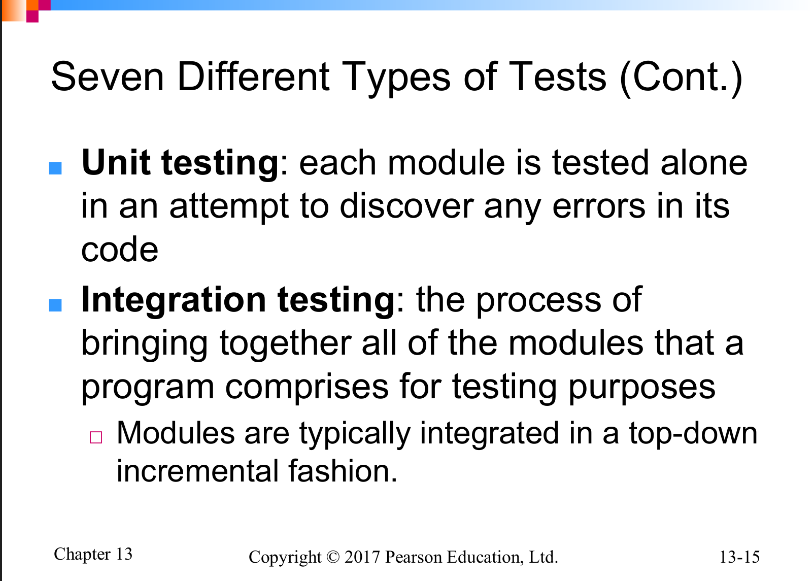 Seven Different Types of Tests (Cont.)
Unit testing: each module is tested alone
in an attempt to discover any errors in its
code
Integration testing: the process of
bringing together all of the modules that a
program comprises for testing purposes
Modules are typically integrated in a top-down
incremental fashion.
Chapter 13
Copyright © 2017 Pearson Education, Ltd.
13-15